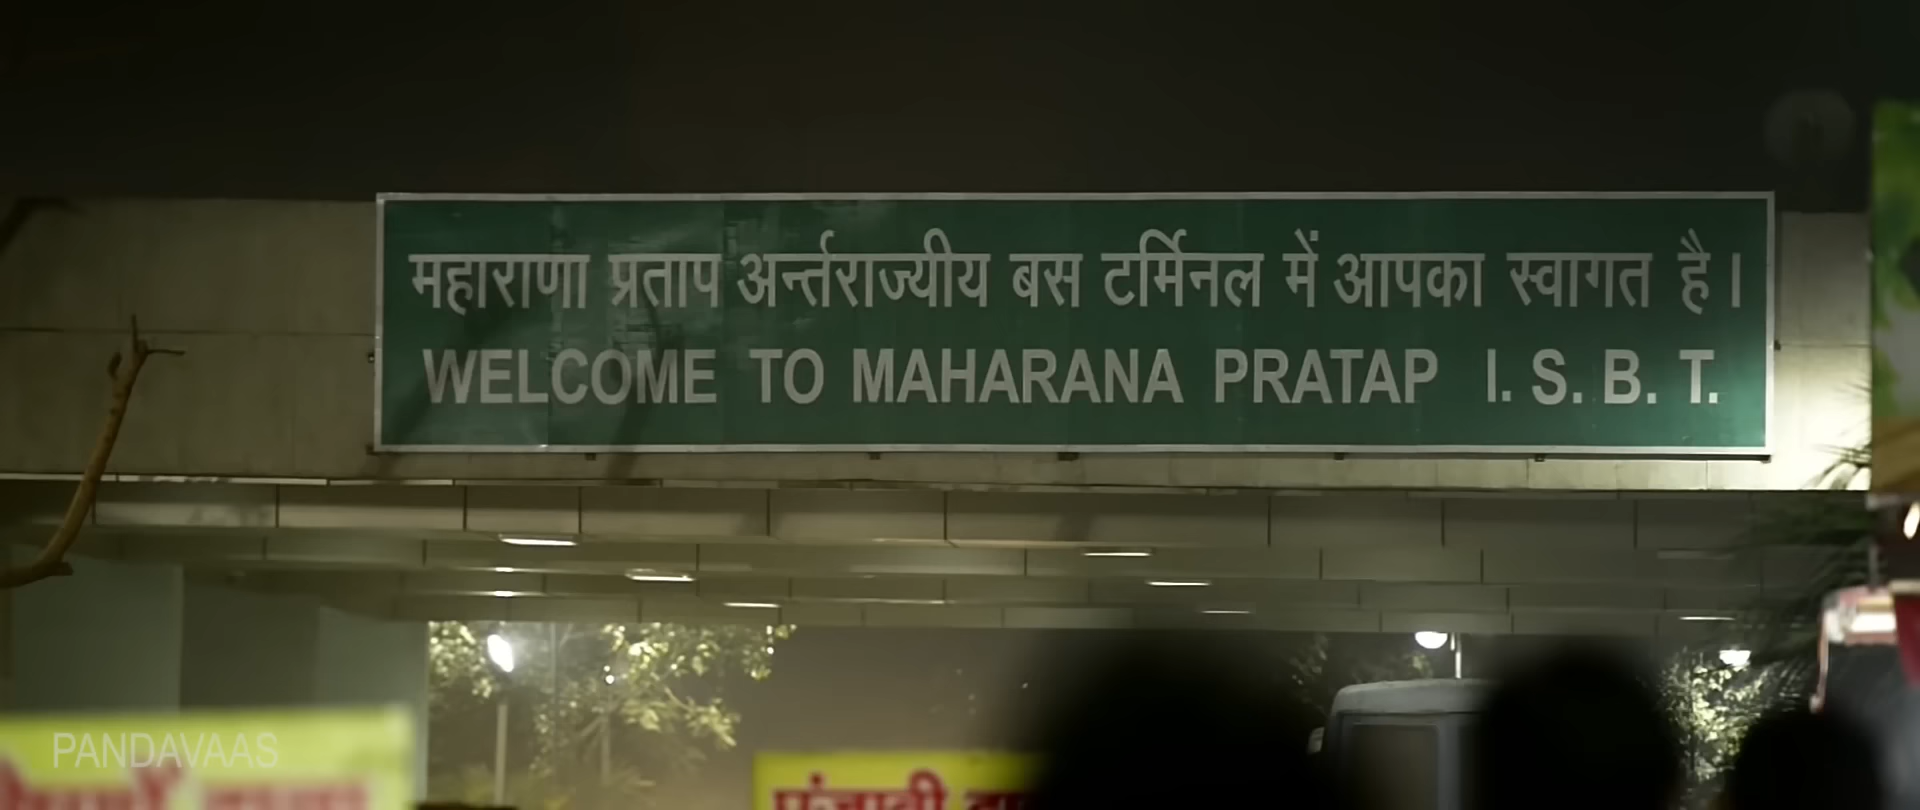 महाराणा प्रताप अर्न्तराज्यीय बस टर्मिनल में आपका स्वागत है।
WELCOME TO MAHARANA PRATAP I. S. B. T.
PANDAVAAS
पंजाबी